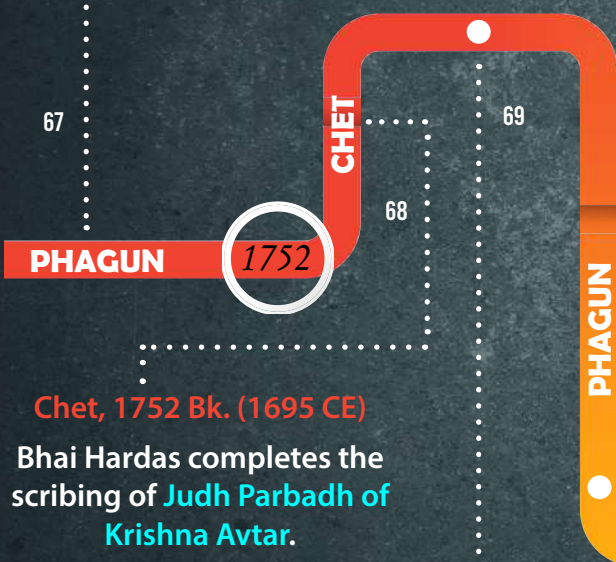 67
CHET
69
68
PHAGUN
1752
PHAGUN
Chet, 1752 Bk. (1695 CE)
Bhai Hardas completes the
scribing of Judh Parbadh of
Krishna Avtar.